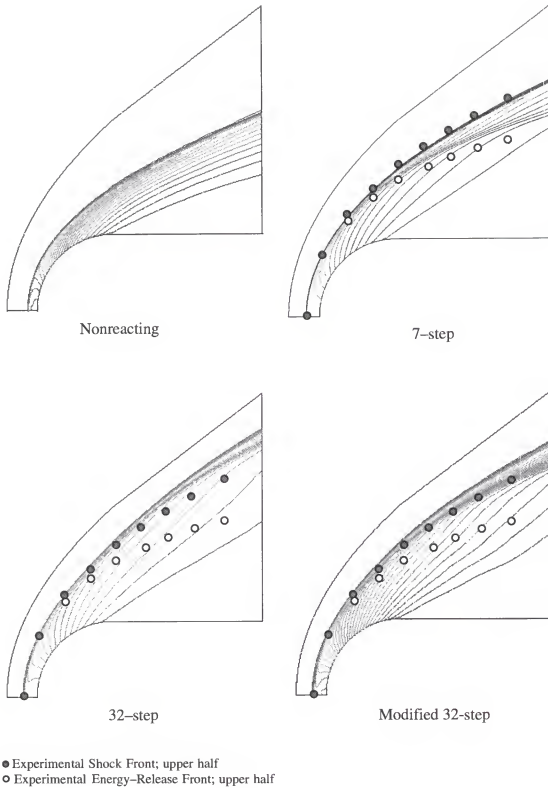 Nonreacting
7–step
32–step
Modified 32-step
Experimental Shock Front; upper half
Experimental Energy–Release Front; upper half